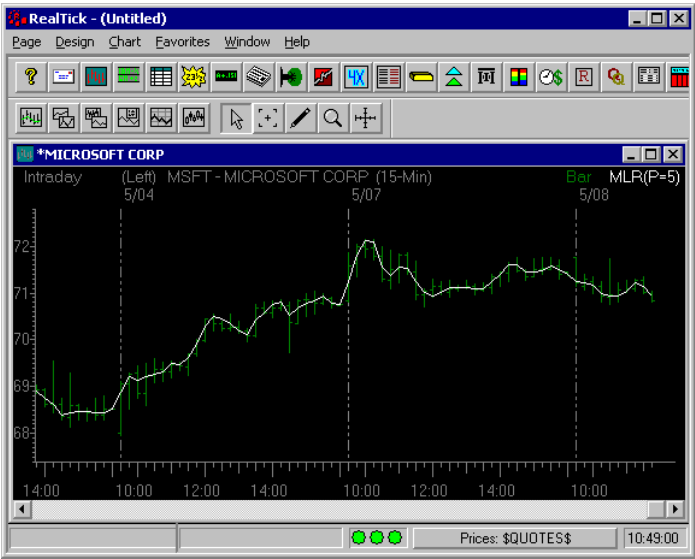 RealTick - (Untitled)
Page Design Chart Favorites Window Help
*MICROSOFT CORP
Intraday (Left) MSFT - MICROSOFT CORP (15-Min) Bar MLR(P=5)
5/04 5/07 5/08
72
71
70
69
68
14:00 10:00 12:00 14:00 10:00 12:00 14:00 10:00
Prices: $QUOTES$ 10:49:00